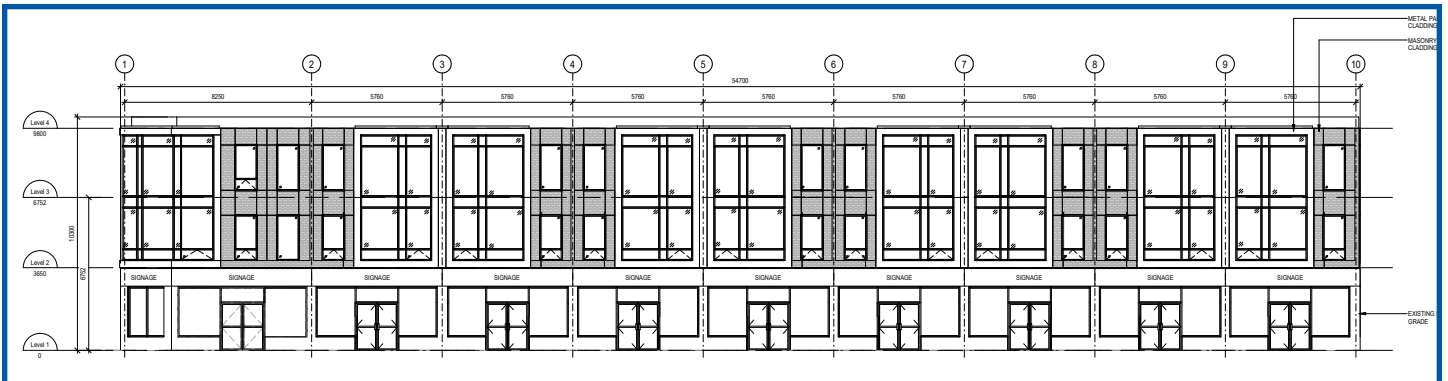 METAL PA
CLADDING
MASONRY
CLADDING
1 2 3 4 5 6 7 8 9 10
54700
8250 5760 5760 5760 5760 5760 5760 5760 5760
Level 4
9800
Level 3
6752
10300
6752
Level 2
3650
SIGNAGE SIGNAGE SIGNAGE SIGNAGE SIGNAGE SIGNAGE SIGNAGE SIGNAGE SIGNAGE SIGNAGE
EXISTING
GRADE
Level 1
0